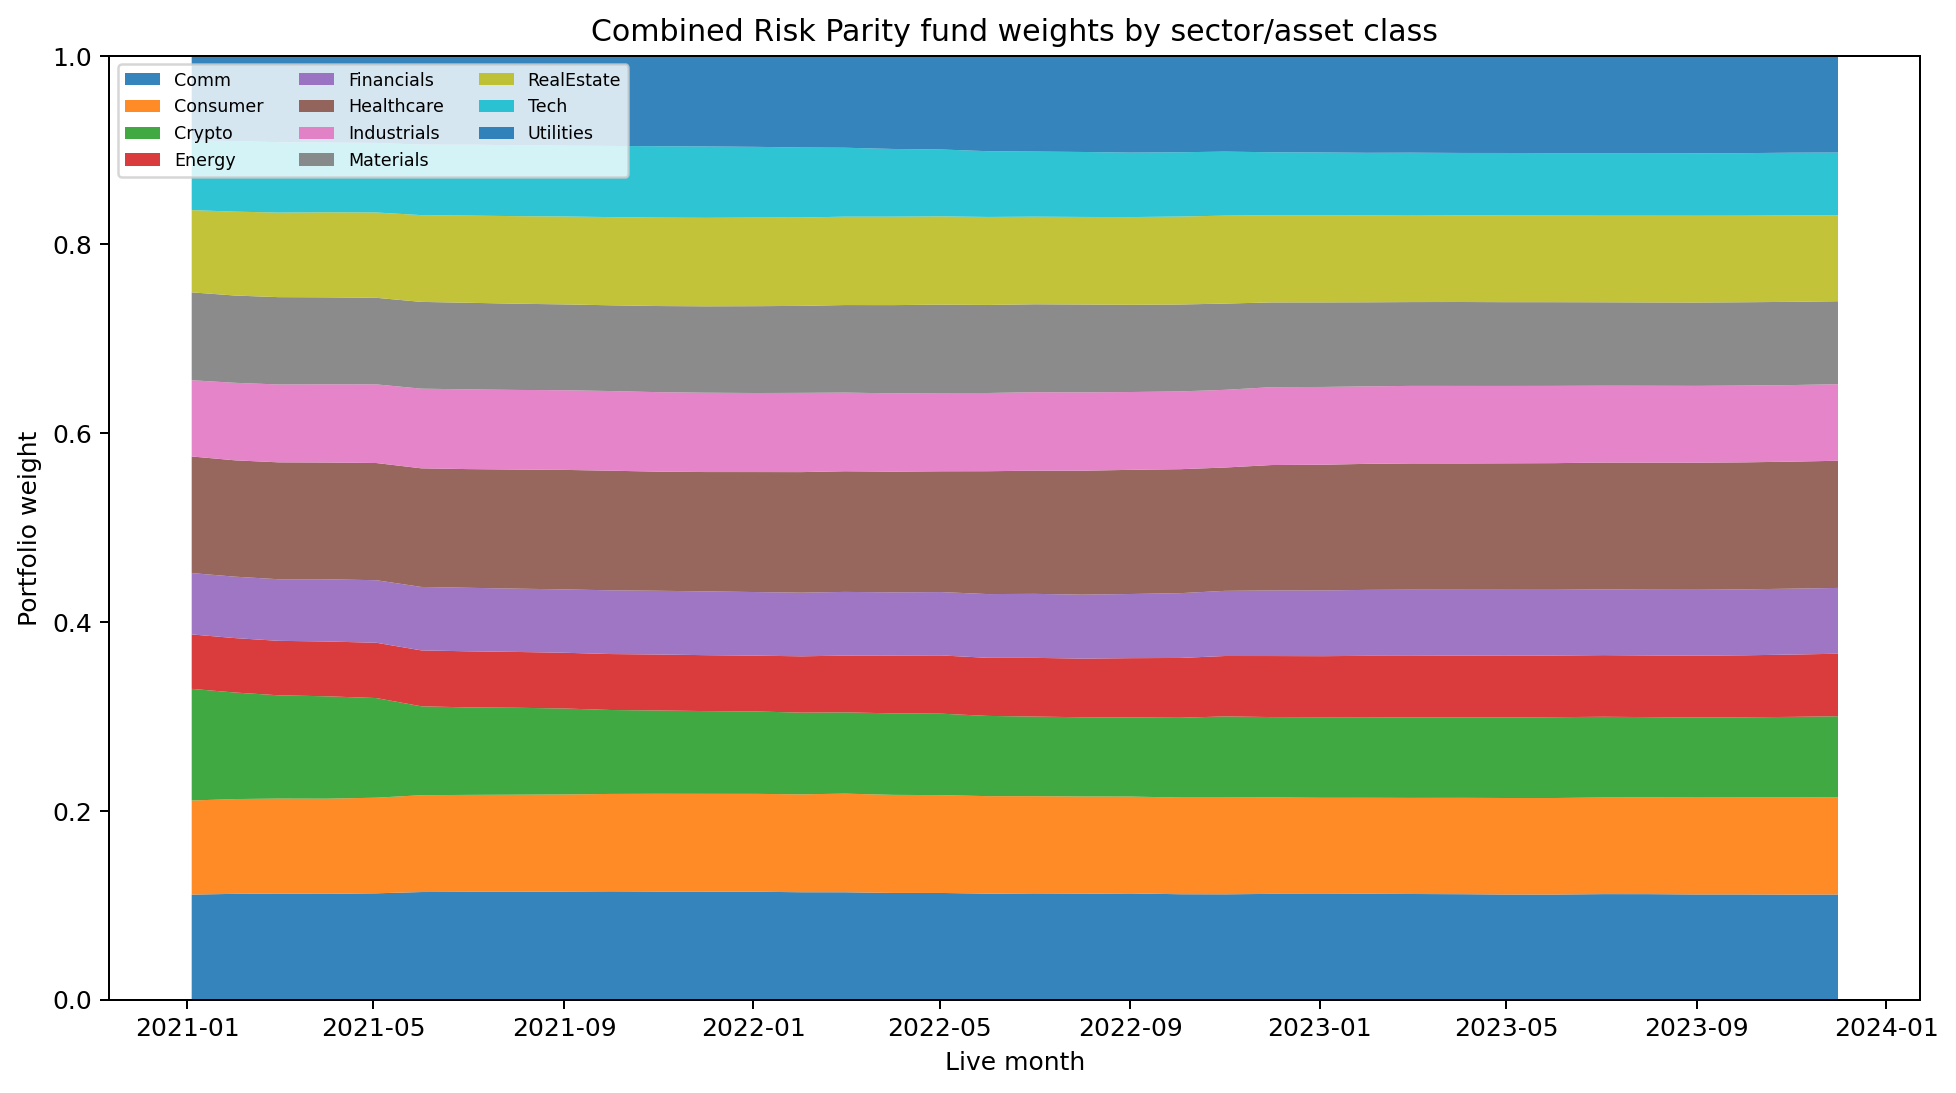 Combined Risk Parity fund weights by sector/asset class
1.0
0.8
0.6
0.4
0.2
0.0
Portfolio weight
Comm
Consumer
Crypto
Energy
Financials
Healthcare
Industrials
Materials
RealEstate
Tech
Utilities
2021-01 2021-05 2021-09 2022-01 2022-05 2022-09 2023-01 2023-05 2023-09 2024-01
Live month